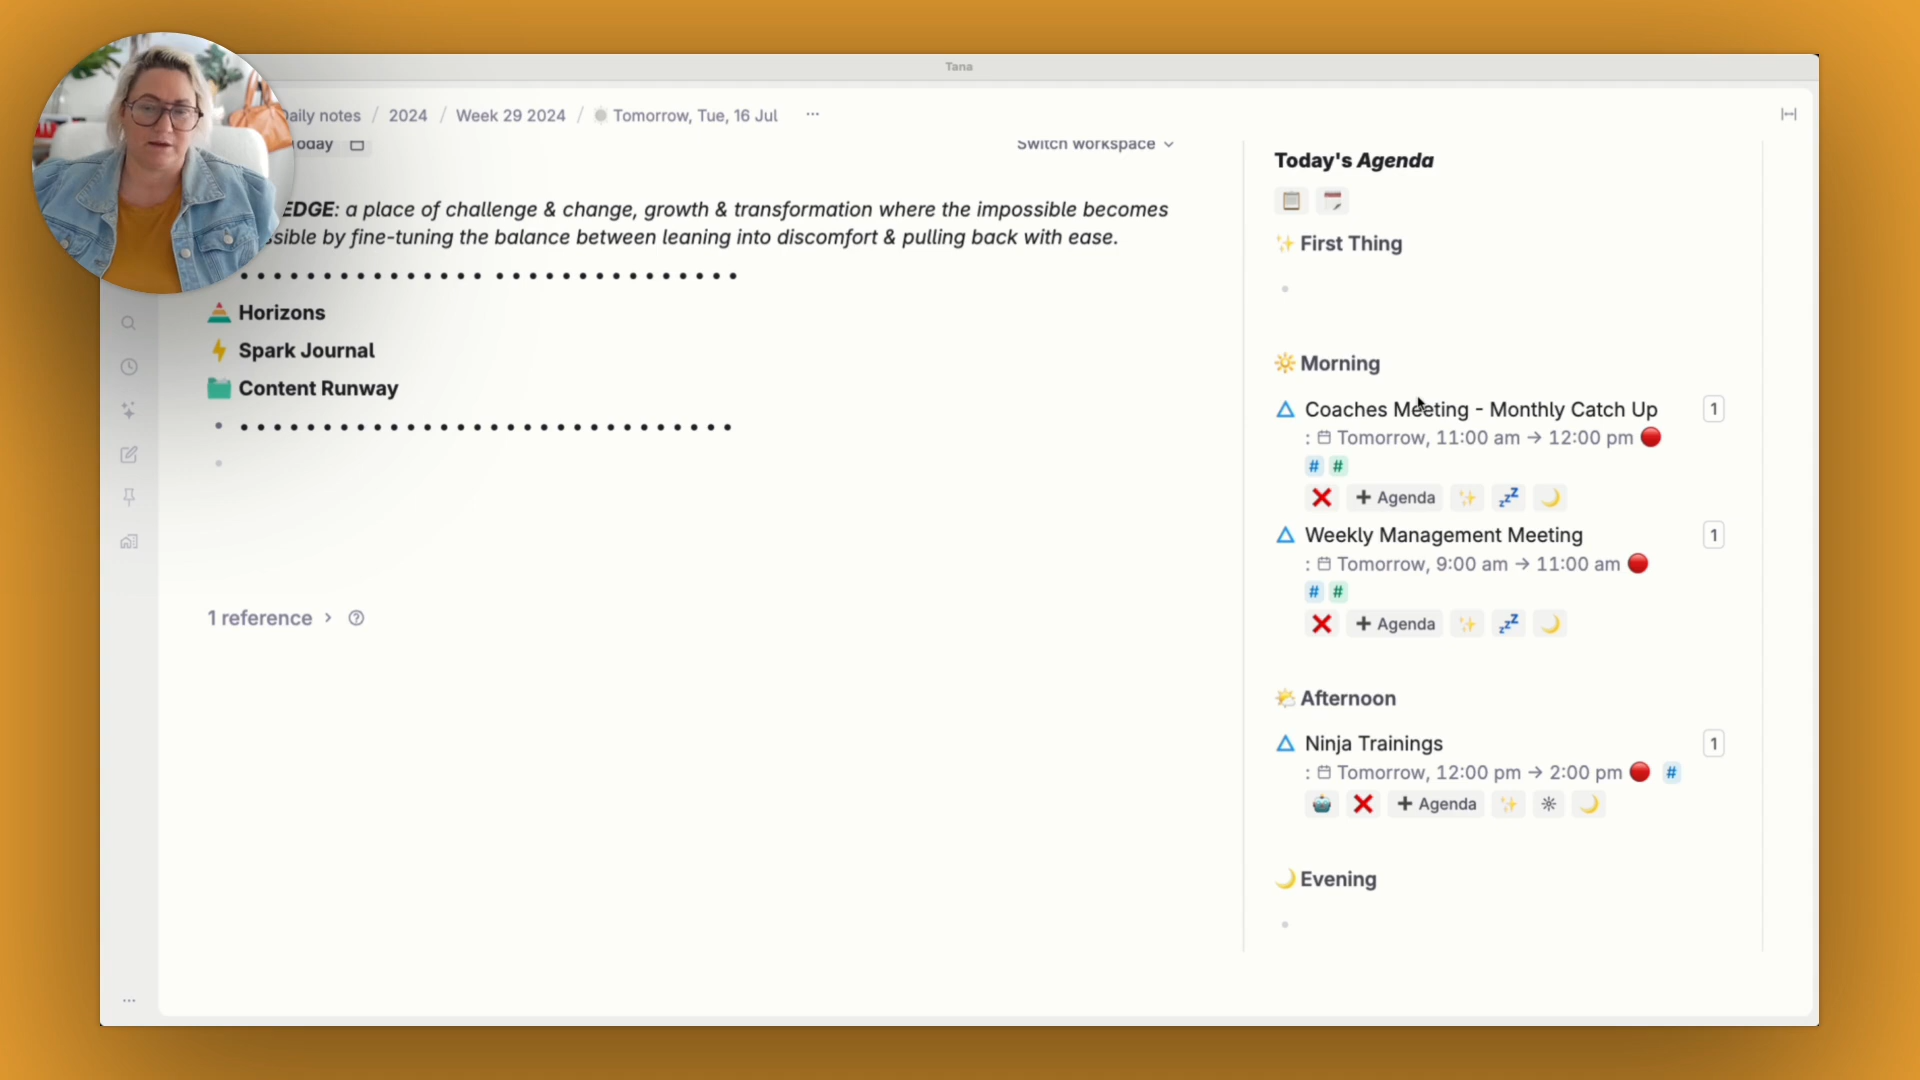 Tana
Daily notes / 2024 / Week 29 2024 / Tomorrow, Tue, 16 Jul ...
Switch workspace
EDGE: a place of challenge & change, growth & transformation where the impossible becomes
by fine-tuning the balance between leaning into discomfort & pulling back with ease.
Horizons
Spark Journal
Content Runway
1 reference
Today's Agenda
First Thing
Morning
Coaches Meeting - Monthly Catch Up 1
: Tomorrow, 11:00 am → 12:00 pm
# #
+ Agenda
Weekly Management Meeting 1
: Tomorrow, 9:00 am → 11:00 am
# #
+ Agenda
Afternoon
Ninja Trainings 1
: Tomorrow, 12:00 pm → 2:00 pm #
+ Agenda
Evening